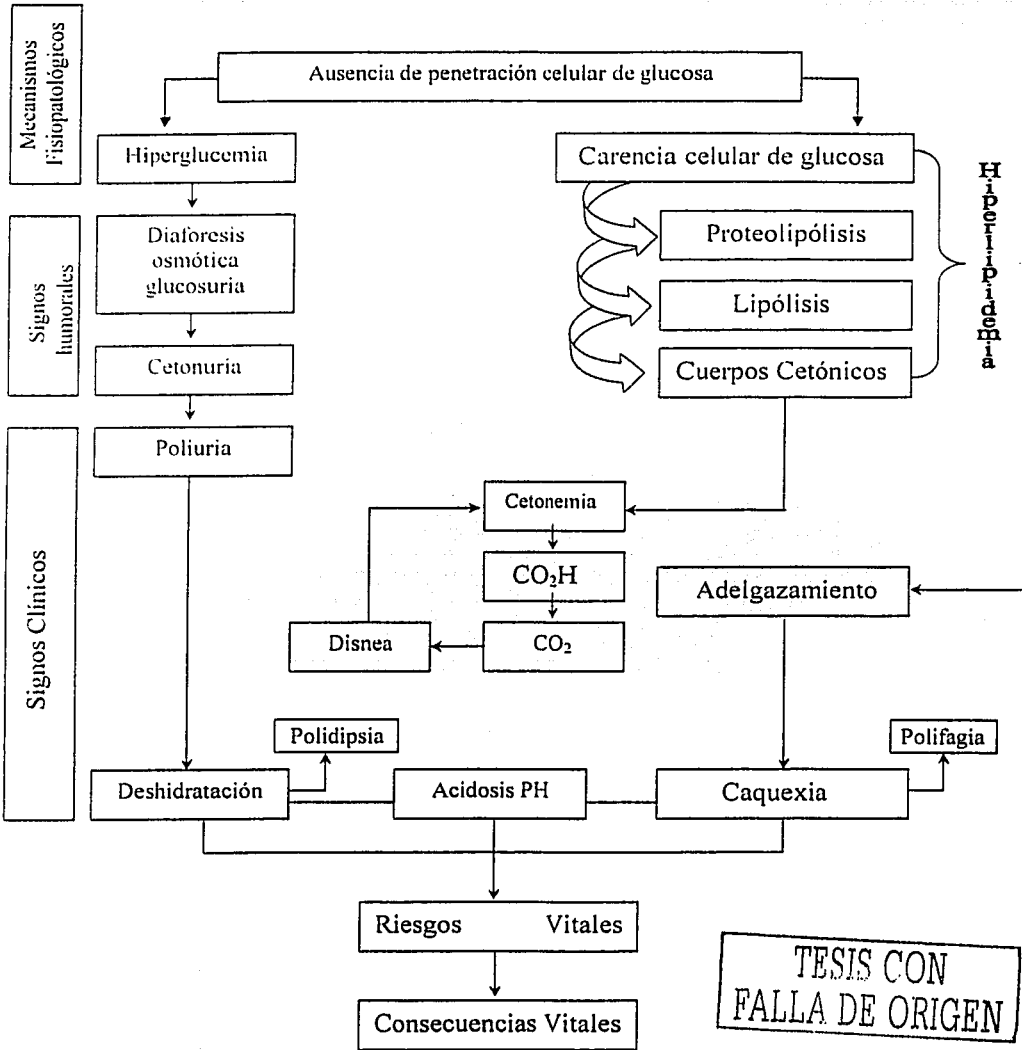 Mecanismos
Fisiopatológicos
Ausencia de penetración celular de glucosa
Hiperglucemia
Carencia celular de glucosa
Hiperlipidemia
Signos
humorales
Diaforesis
osmótica
glucosuria
Proteolipólisis
Lipólisis
Cetonuria
Cuerpos Cetónicos
Signos Clínicos
Poliuria
Cetonemia
CO₂H
Adelgazamiento
Disnea
CO₂
Polidipsia
Polifagia
Deshidratación
Acidosis PH
Caquexia
Riesgos Vitales
Consecuencias Vitales
TESIS CON
FALLA DE ORIGEN